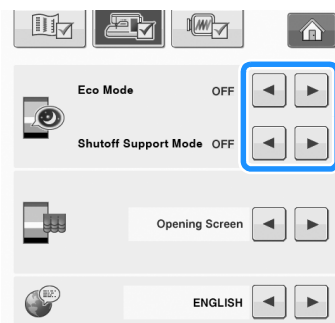 Eco Mode OFF
Shutoff Support Mode OFF
Opening Screen
ENGLISH